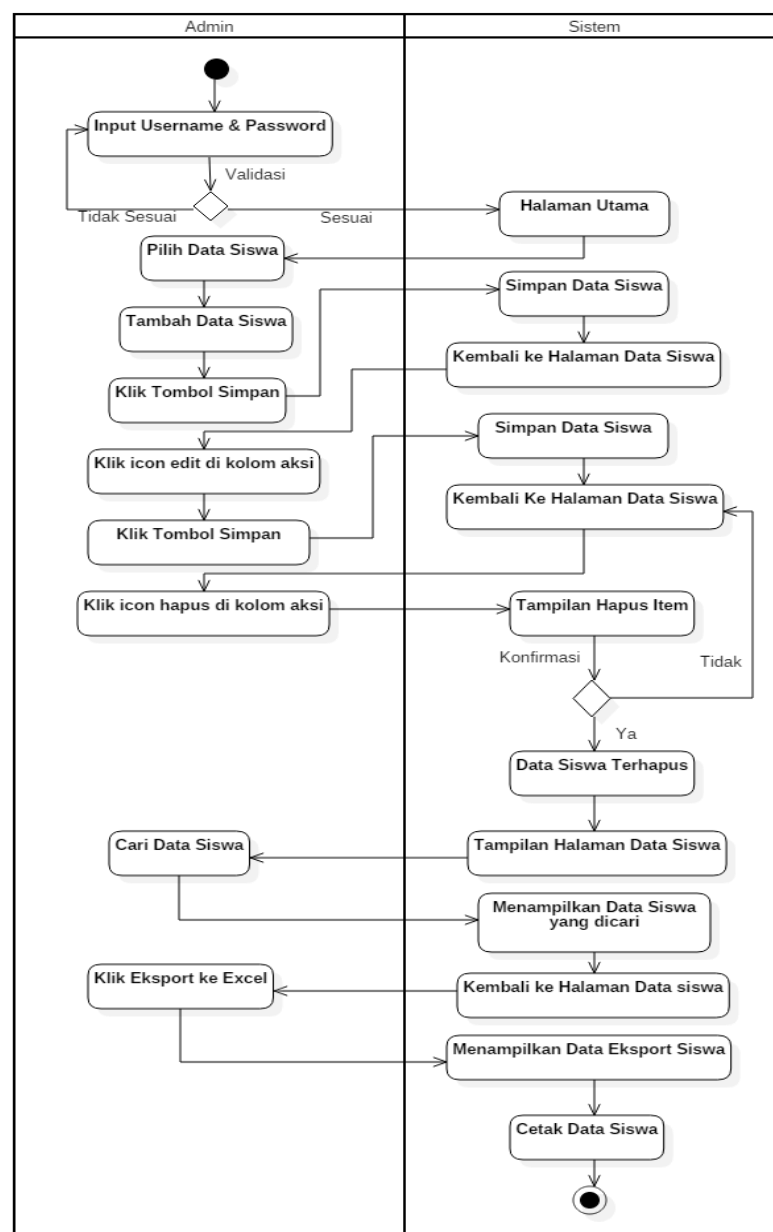 Admin
Sistem
Input Username & Password
Validasi
Tidak Sesuai
Sesuai
Halaman Utama
Pilih Data Siswa
Simpan Data Siswa
Tambah Data Siswa
Kembali ke Halaman Data Siswa
Klik Tombol Simpan
Simpan Data Siswa
Klik icon edit di kolom aksi
Kembali Ke Halaman Data Siswa
Klik Tombol Simpan
Klik icon hapus di kolom aksi
Tampilan Hapus Item
Konfirmasi
Tidak
Ya
Data Siswa Terhapus
Cari Data Siswa
Tampilan Halaman Data Siswa
Menampilkan Data Siswa
yang dicari
Klik Eksport ke Excel
Kembali ke Halaman Data siswa
Menampilkan Data Eksport Siswa
Cetak Data Siswa